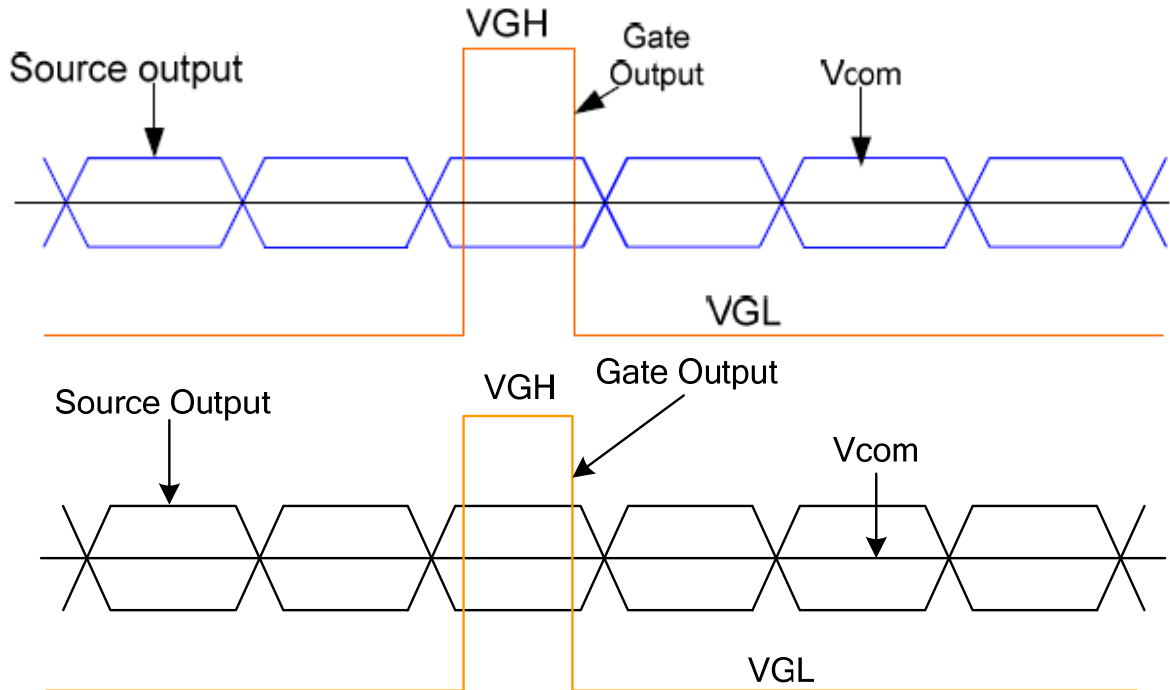 VGH
Gate
Output
Source output
Vcom
VGL
Gate Output
VGH
Source Output
Vcom
VGL